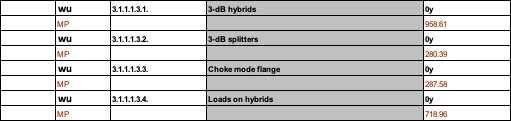 wu 3.1.1.1.3.1. 3-dB hybrids 0y
MP 958.61
wu 3.1.1.1.3.2. 3-dB splitters 0y
MP 280.39
wu 3.1.1.1.3.3. Choke mode flange 0y
MP 287.58
wu 3.1.1.1.3.4. Loads on hybrids 0y
MP 718.96